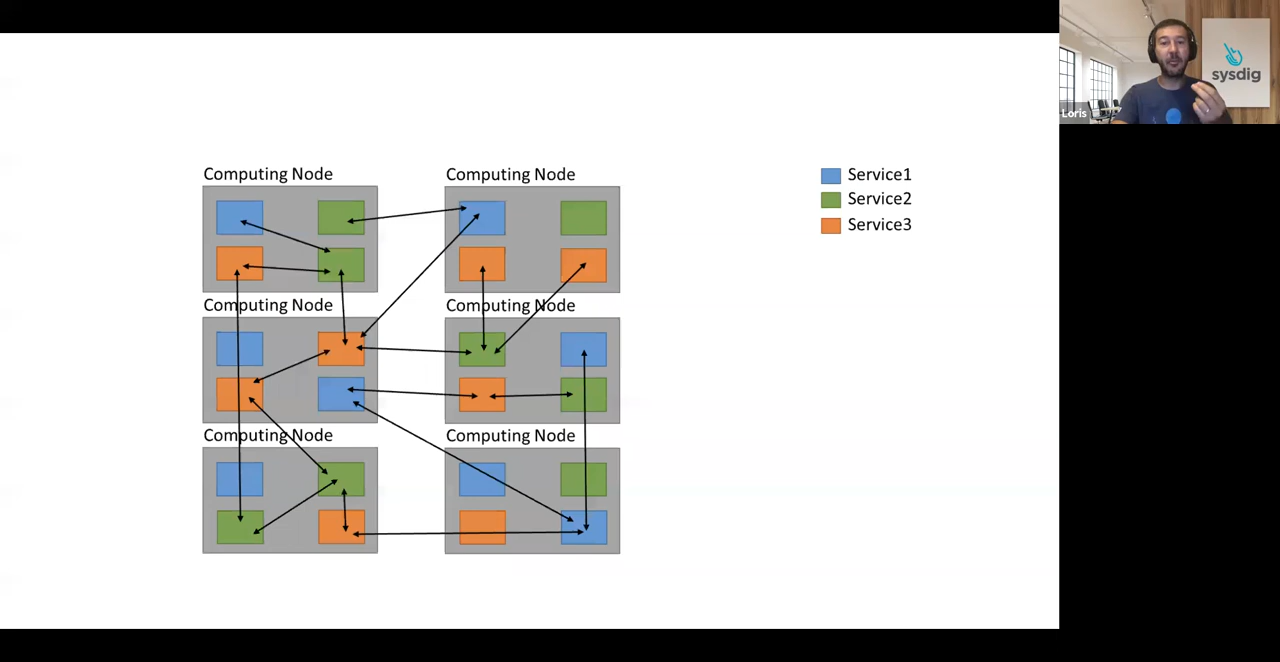 Computing Node
Computing Node
Service1
Service2
Service3
Computing Node
Computing Node
Computing Node
Computing Node
sysdig
Loris